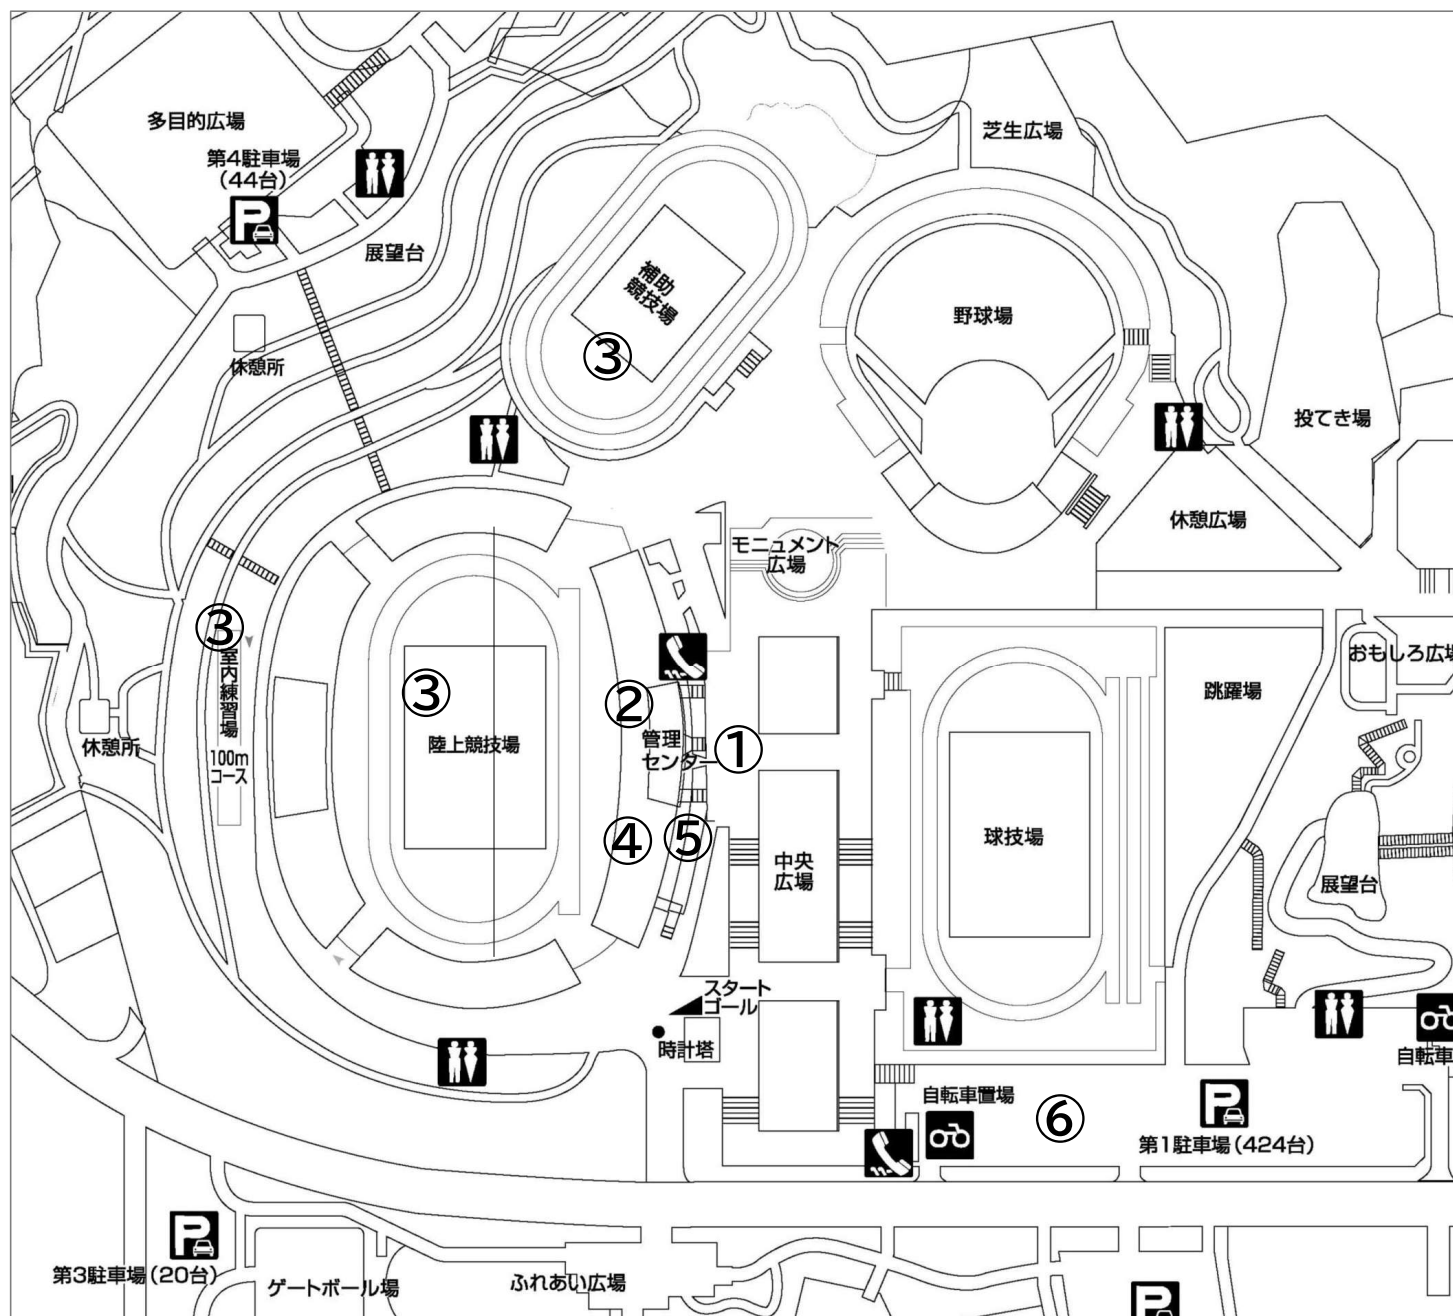 多目的広場
第4駐車場
(44台)
P
展望台
休憩所
補助
競技場
③
芝生広場
野球場
投てき場
休憩広場
モニュメント
広場
③
室内練習場
100m
コース
休憩所
③
陸上競技場
②
管理
センター
①
④
⑤
中央
広場
球技場
跳躍場
おもしろ広場
展望台
スタート
ゴール
時計塔
自転車置場
⑥
P
第1駐車場(424台)
自転車
P
第3駐車場(20台)
ゲートボール場
ふれあい広場
P